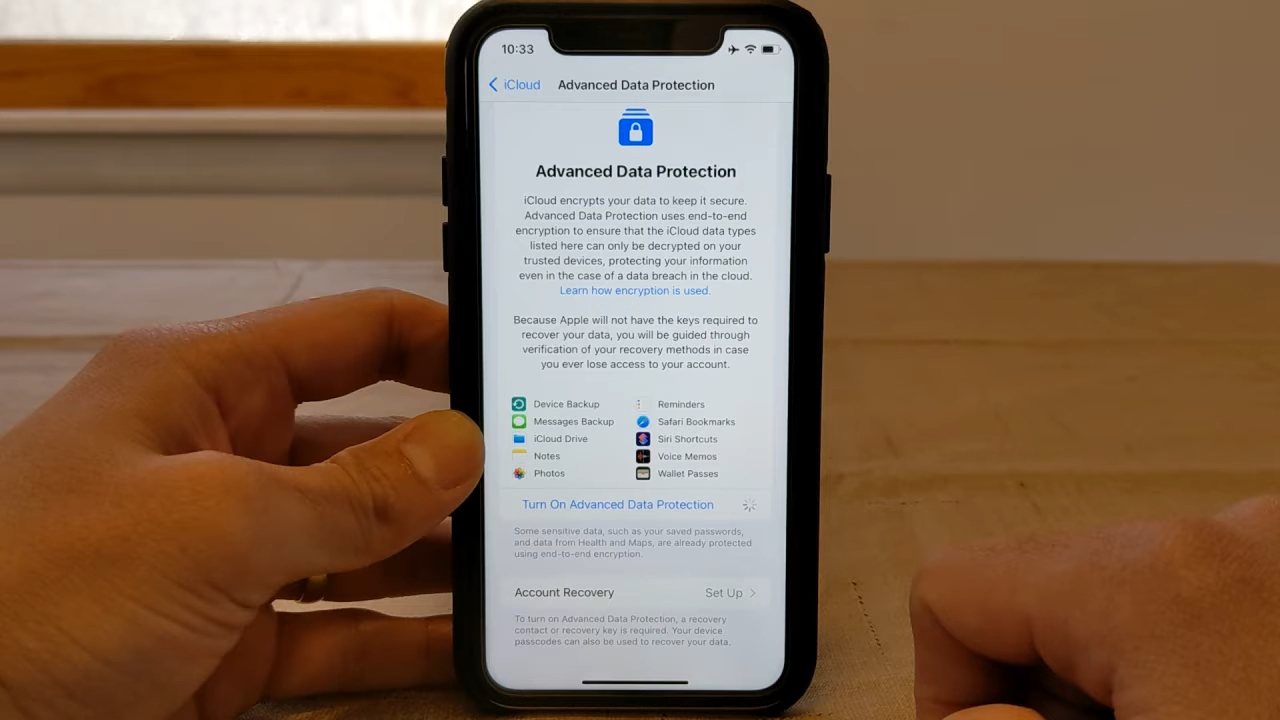 10:33
iCloud
Advanced Data Protection
Advanced Data Protection
iCloud encrypts your data to keep it secure.
Advanced Data Protection uses end-to-end
encryption to ensure that the iCloud data types
listed here can only be decrypted on your
trusted devices, protecting your information
even in the case of a data breach in the cloud.
Learn how encryption is used.
Because Apple will not have the keys required to
recover your data, you will be guided through
verification of your recovery methods in case
you ever lose access to your account.
Device Backup
Reminders
Messages Backup
Safari Bookmarks
iCloud Drive
Siri Shortcuts
Notes
Voice Memos
Photos
Wallet Passes
Turn On Advanced Data Protection
Some sensitive data, such as your saved passwords,
and data from Health and Maps, are already protected
using end-to-end encryption.
Account Recovery
Set Up
To turn on Advanced Data Protection, a recovery
contact or recovery key is required. Your device
passcodes can also be used to recover your data.